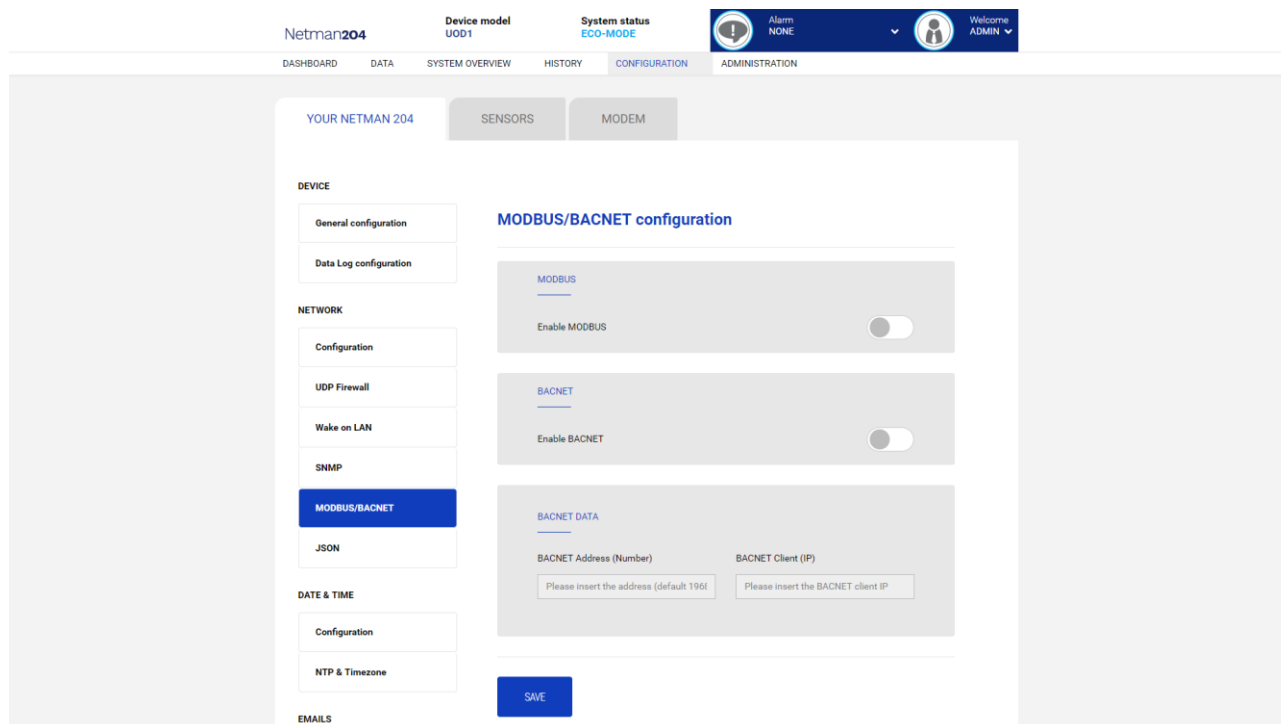 Netman204
Device model
UOD1
System status
ECO-MODE
Alarm
NONE
Welcome
ADMIN
DASHBOARD DATA SYSTEM OVERVIEW HISTORY CONFIGURATION ADMINISTRATION
YOUR NETMAN 204 SENSORS MODEM
DEVICE
General configuration
Data Log configuration
NETWORK
Configuration
UDP Firewall
Wake on LAN
SNMP
MODBUS/BACNET
JSON
DATE & TIME
Configuration
NTP & Timezone
EMAILS
MODBUS/BACNET configuration
MODBUS
Enable MODBUS
BACNET
Enable BACNET
BACNET DATA
BACNET Address (Number) BACNET Client (IP)
Please insert the address (default Please insert the BACNET client IP
SAVE